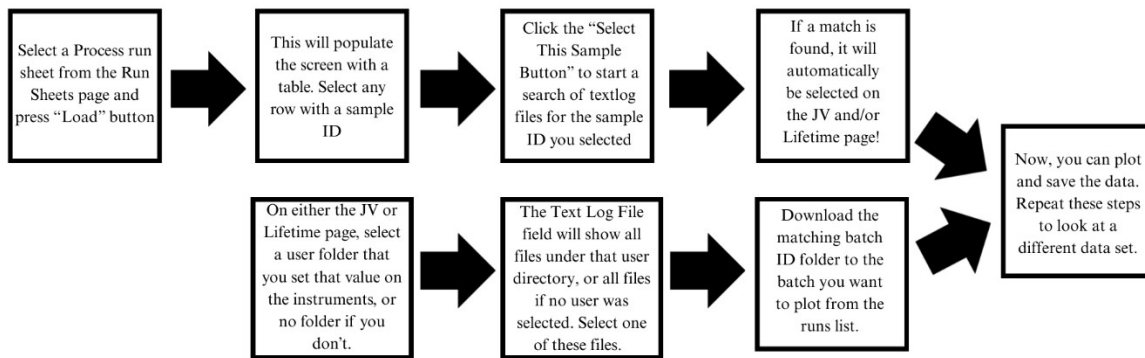 Select a Process run
sheet from the Run
Sheets page and
press “Load” button
This will populate
the screen with a
table. Select any
row with a sample
ID
Click the “Select
This Sample
Button” to start a
search of textlog
files for the sample
ID you selected
If a match is
found, it will
automatically
be selected on
the JV and/or
Lifetime page!
On either the JV or
Lifetime page, select
a user folder that
you set that value on
the instruments, or
no folder if you
don’t.
The Text Log File
field will show all
files under that user
directory, or all files
if no user was
selected. Select one
of these files.
Download the
matching batch
ID folder to the
batch you want
to plot from the
runs list.
Now, you can plot
and save the data.
Repeat these steps
to look at a
different data set.